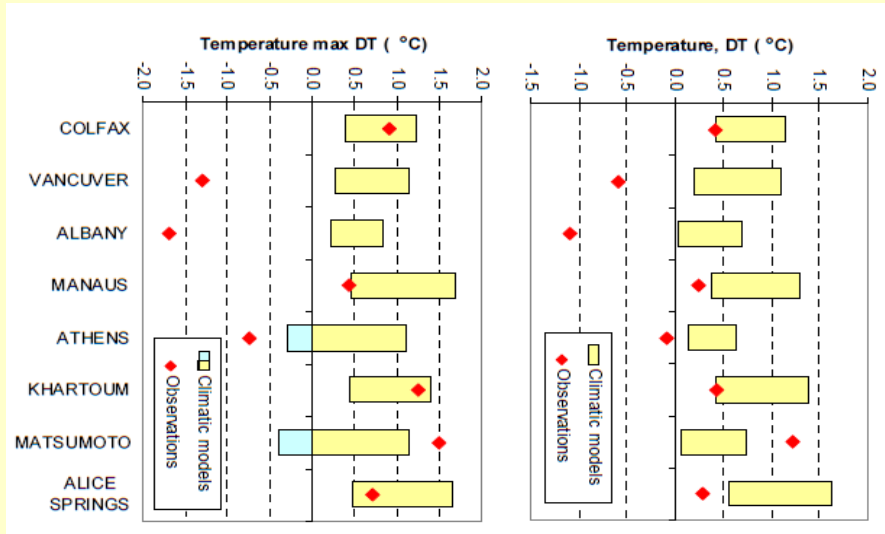 Temperature max DT ( °C)
-2.0 -1.5 -1.0 -0.5 0.0 0.5 1.0 1.5 2.0
Temperature, DT ( °C)
-1.5 -1.0 -0.5 0.0 0.5 1.0 1.5 2.0
COLFAX
VANCUVER
ALBANY
MANAUS
ATHENS
KHARTOUM
MATSUMOTO
ALICE
SPRINGS
Climatic models
Observations
Climatic models
Observations